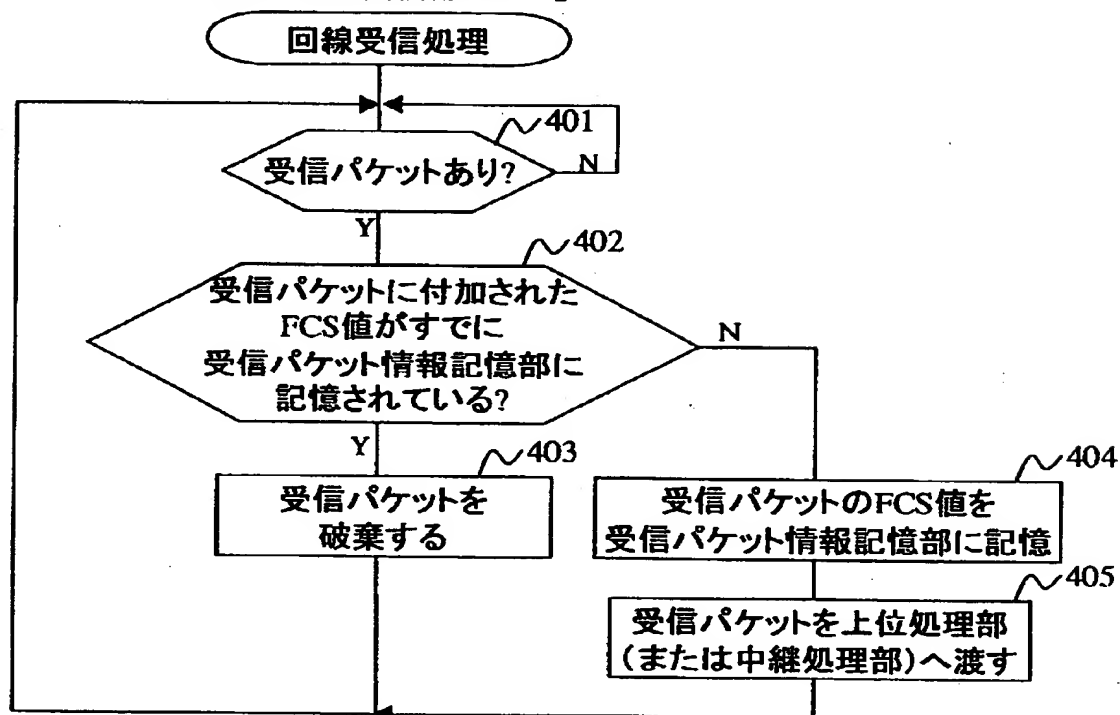 回線受信処理
401
受信パケットあり?
N
Y
402
受信パケットに付加された
FCS値がすでに
受信パケット情報記憶部に
記憶されている?
N
Y
403
受信パケットを
破棄する
404
受信パケットのFCS値を
受信パケット情報記憶部に記憶
405
受信パケットを上位処理部
(または中継処理部)へ渡す